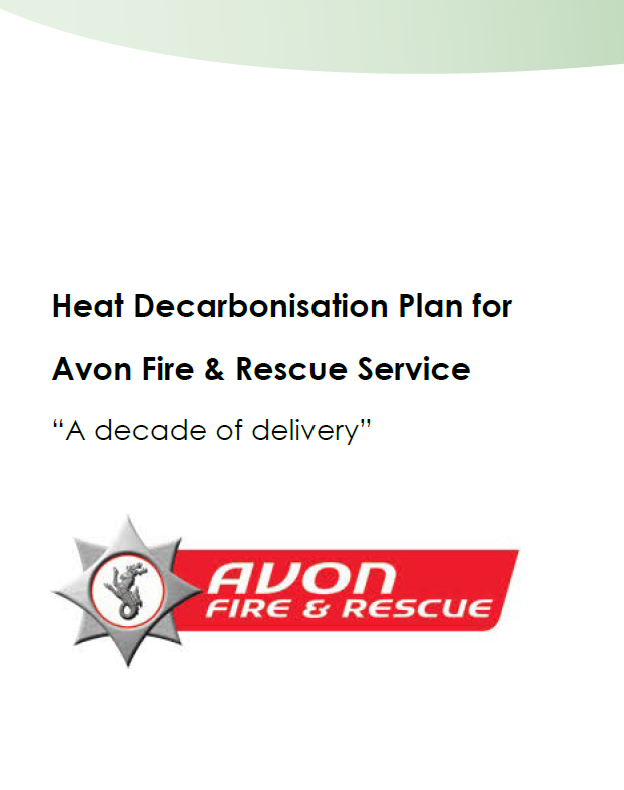 Heat Decarbonisation Plan for
Avon Fire & Rescue Service
“A decade of delivery”
AVON
FIRE & RESCUE